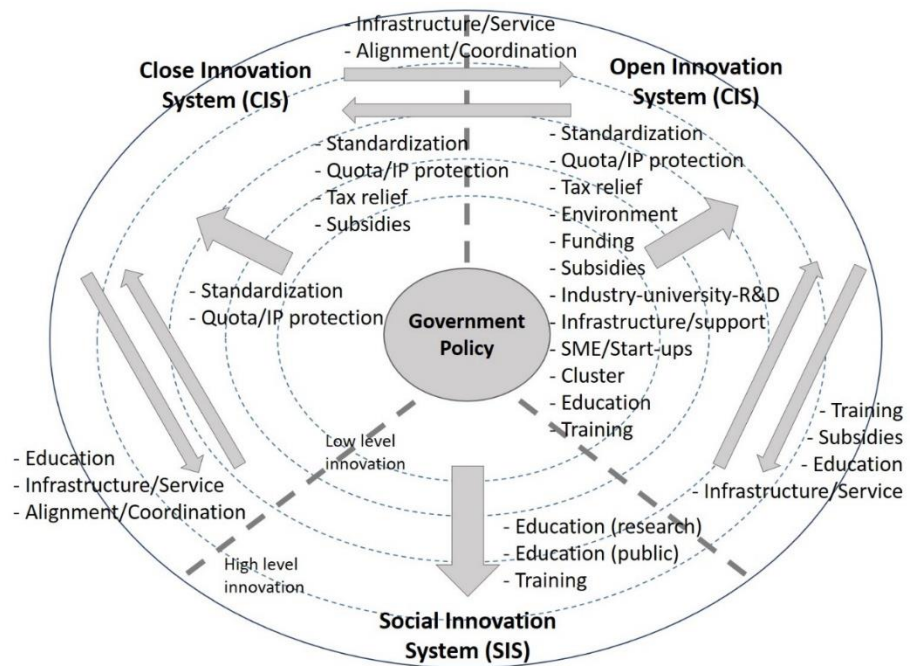 - Infrastructure/Service
- Alignment/Coordination
Close Innovation
System (CIS)
Open Innovation
System (CIS)
- Standardization
- Quota/IP protection
- Tax relief
- Subsidies
- Standardization
- Quota/IP protection
- Standardization
- Quota/IP protection
- Tax relief
- Environment
- Funding
- Subsidies
- Industry-university-R&D
- Infrastructure/support
- SME/Start-ups
- Cluster
- Education
- Training
Government
Policy
- Training
- Subsidies
- Education
- Infrastructure/Service
- Education
- Infrastructure/Service
- Alignment/Coordination
Low level
innovation
High level
innovation
- Education (research)
- Education (public)
- Training
Social Innovation
System (SIS)